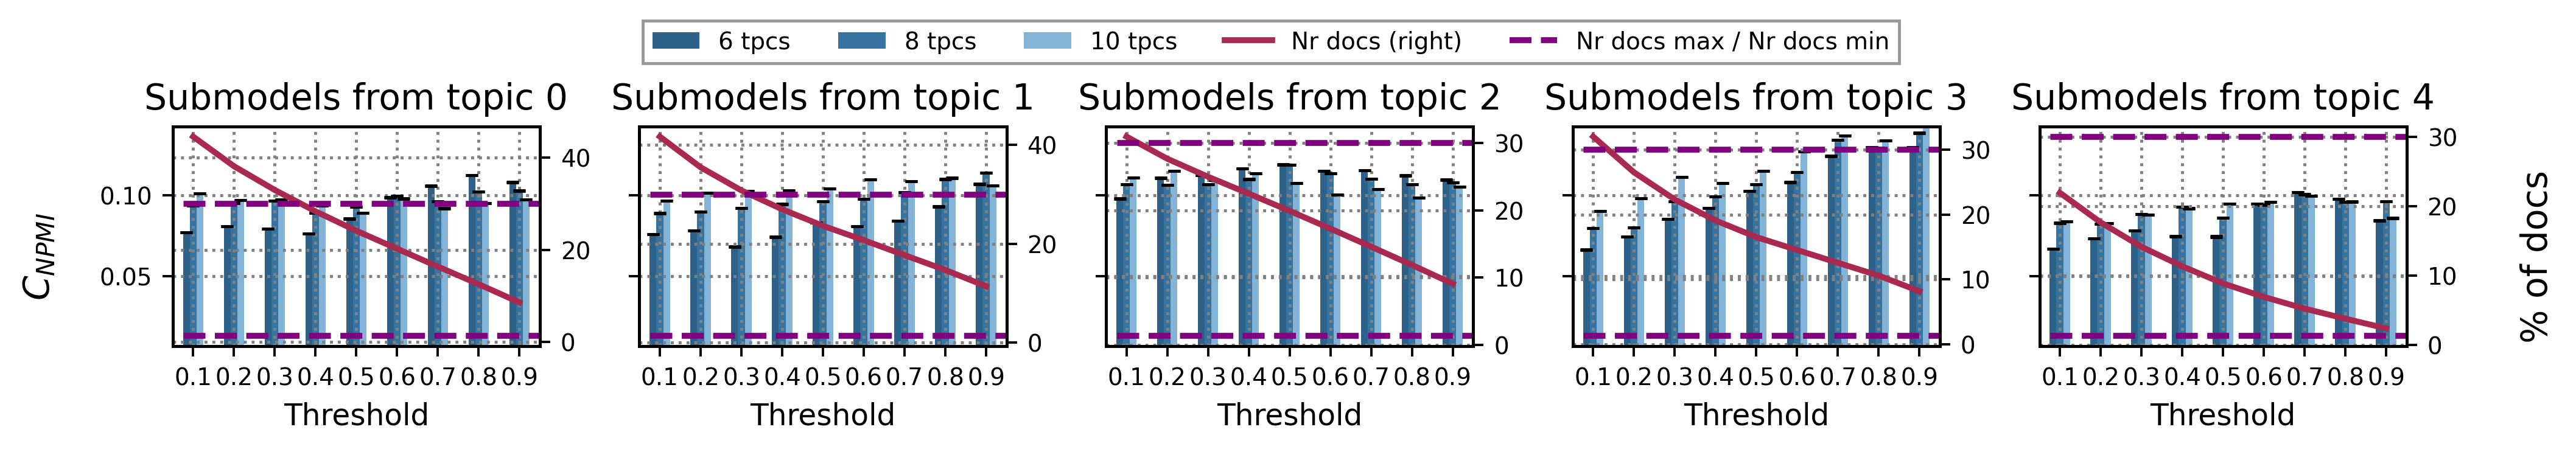 6 tpcs 8 tpcs 10 tpcs Nr docs (right) Nr docs max / Nr docs min
Submodels from topic 0 Submodels from topic 1 Submodels from topic 2 Submodels from topic 3 Submodels from topic 4
C_NPMI
0.10
0.05
40
20
0
40
20
0
30
20
10
0
30
20
10
0
30
20
10
0
% of docs
0.1 0.2 0.3 0.4 0.5 0.6 0.7 0.8 0.9
0.1 0.2 0.3 0.4 0.5 0.6 0.7 0.8 0.9
0.1 0.2 0.3 0.4 0.5 0.6 0.7 0.8 0.9
0.1 0.2 0.3 0.4 0.5 0.6 0.7 0.8 0.9
0.1 0.2 0.3 0.4 0.5 0.6 0.7 0.8 0.9
Threshold Threshold Threshold Threshold Threshold